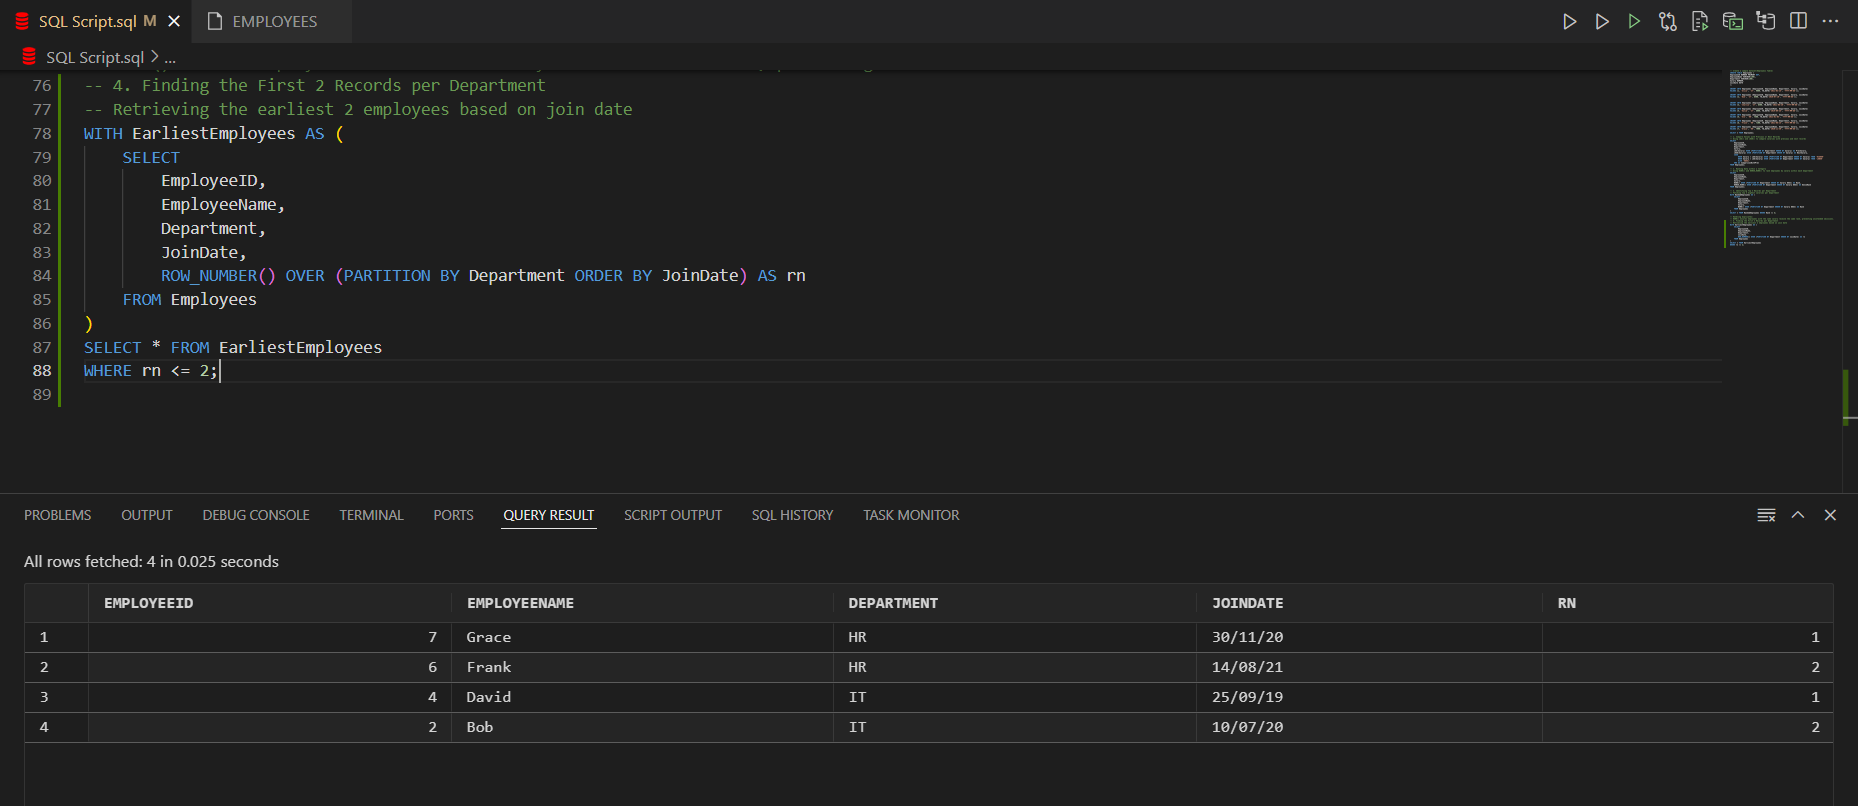 SQL Script.sql M
EMPLOYEES
SQL Script.sql > ...
76 -- 4. Finding the First 2 Records per Department
77 -- Retrieving the earliest 2 employees based on join date
78 WITH EarliestEmployees AS (
79 SELECT
80 EmployeeID,
81 EmployeeName,
82 Department,
83 JoinDate,
84 ROW_NUMBER() OVER (PARTITION BY Department ORDER BY JoinDate) AS rn
85 FROM Employees
86 )
87 SELECT * FROM EarliestEmployees
88 WHERE rn <= 2;
89
PROBLEMS OUTPUT DEBUG CONSOLE TERMINAL PORTS QUERY RESULT SCRIPT OUTPUT SQL HISTORY TASK MONITOR
All rows fetched: 4 in 0.025 seconds
EMPLOYEEID EMPLOYEENAME DEPARTMENT JOINDATE RN
1 7 Grace HR 30/11/20 1
2 6 Frank HR 14/08/21 2
3 4 David IT 25/09/19 1
4 2 Bob IT 10/07/20 2